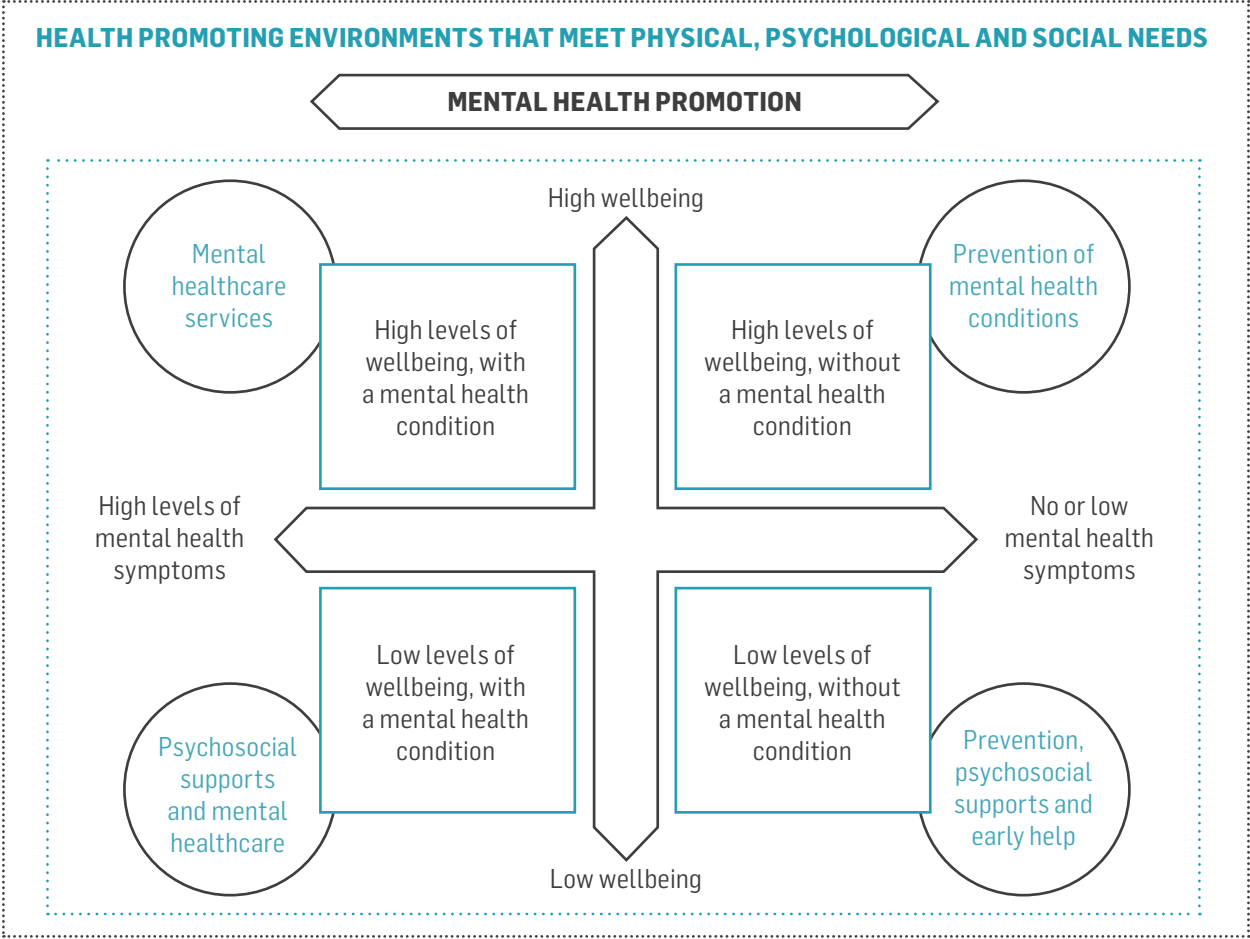 HEALTH PROMOTING ENVIRONMENTS THAT MEET PHYSICAL, PSYCHOLOGICAL AND SOCIAL NEEDS
MENTAL HEALTH PROMOTION
High wellbeing
Mental
healthcare
services
High levels of
wellbeing, with
a mental health
condition
High levels of
wellbeing, without
a mental health
condition
Prevention of
mental health
conditions
High levels of
mental health
symptoms
No or low
mental health
symptoms
Psychosocial
supports
and mental
healthcare
Low levels of
wellbeing, with
a mental health
condition
Low levels of
wellbeing, without
a mental health
condition
Prevention,
psychosocial
supports and
early help
Low wellbeing